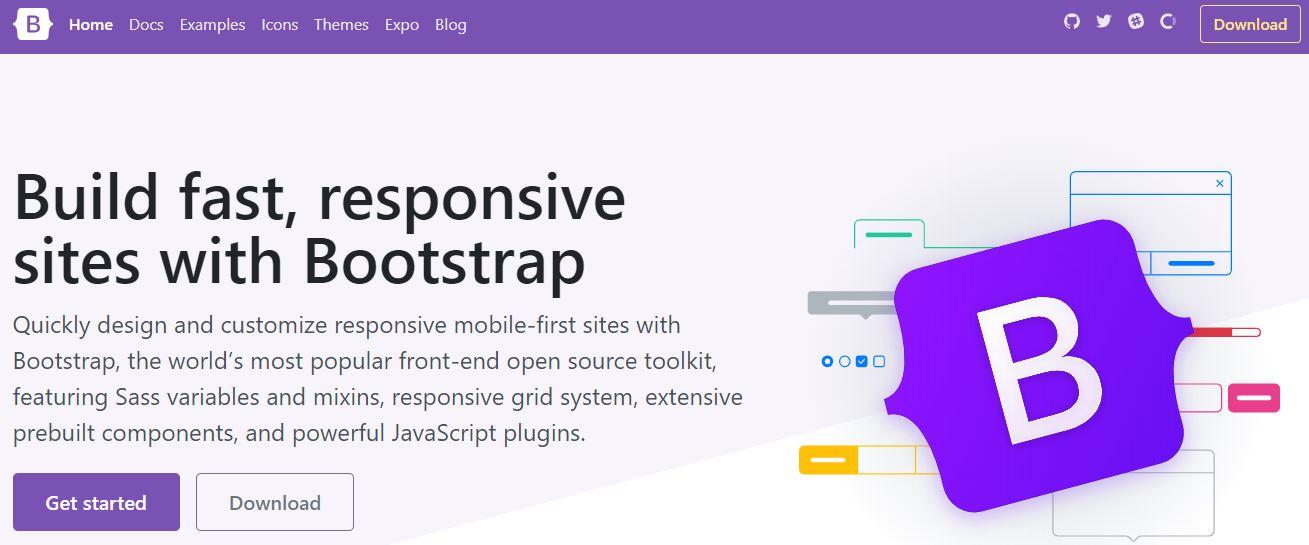 B Home Docs Examples Icons Themes Expo Blog Download
Build fast, responsive
sites with Bootstrap
Quickly design and customize responsive mobile-first sites with
Bootstrap, the world’s most popular front-end open source toolkit,
featuring Sass variables and mixins, responsive grid system, extensive
prebuilt components, and powerful JavaScript plugins.
Get started Download
B